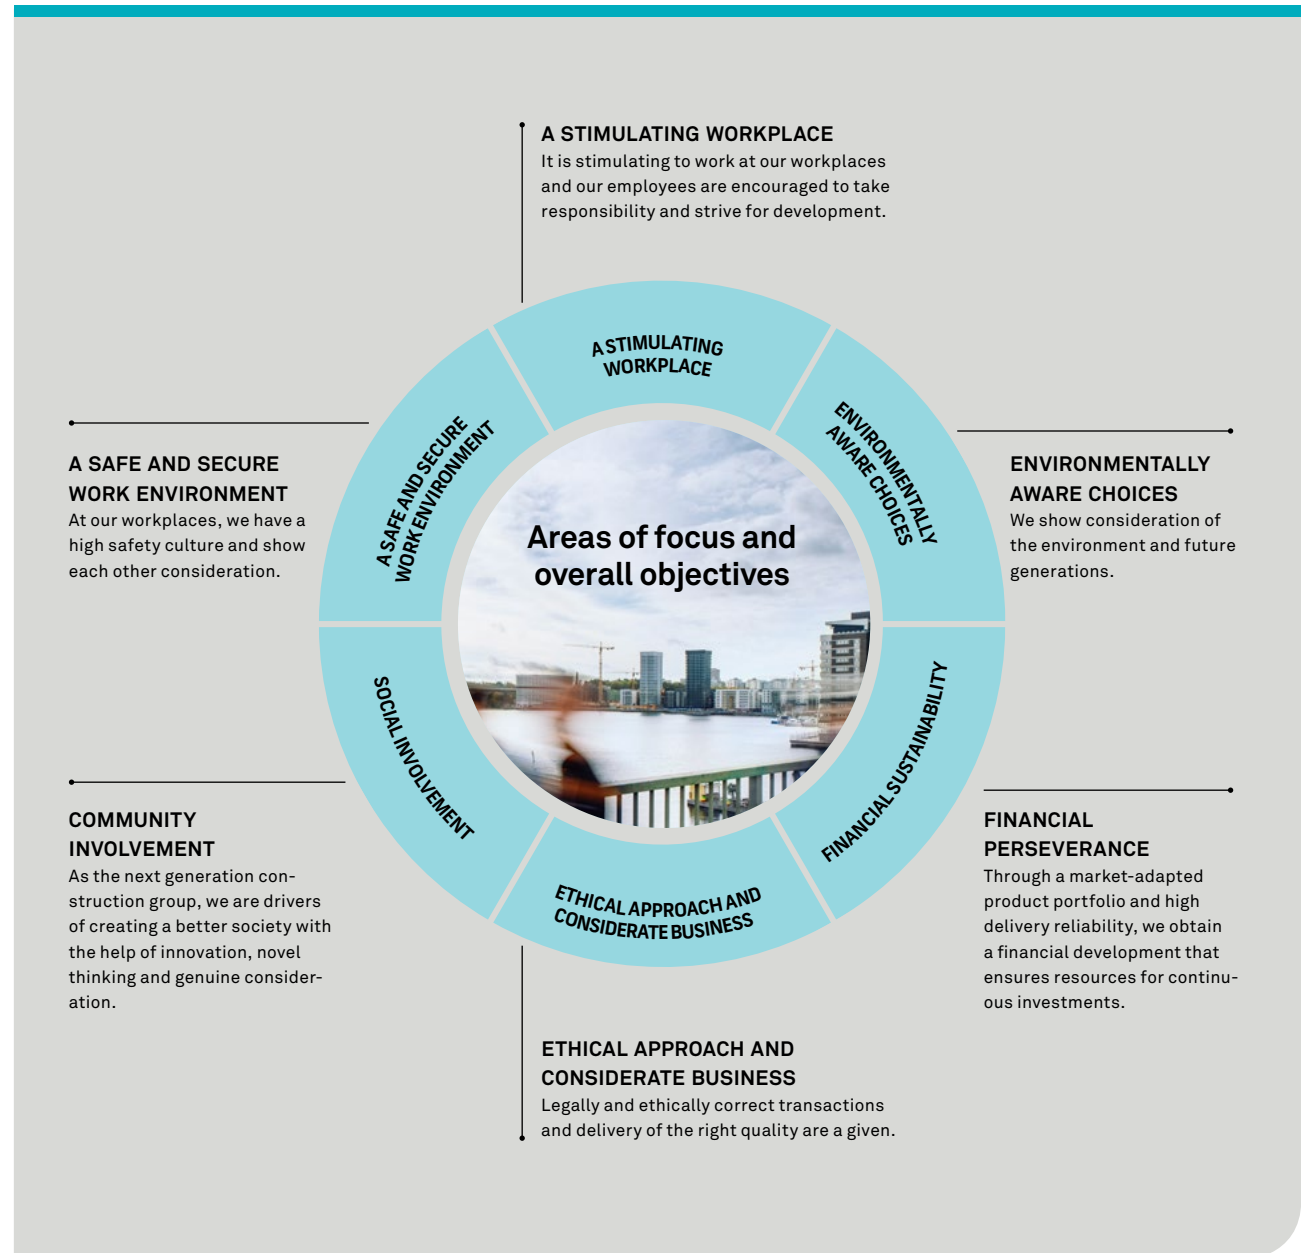 A STIMULATING WORKPLACE
It is stimulating to work at our workplaces
and our employees are encouraged to take
responsibility and strive for development.
A STIMULATING
WORKPLACE
ENVIRONMENTALLY
AWARE CHOICES
FINANCIAL SUSTAINABILITY
ETHICAL APPROACH AND
CONSIDERATE BUSINESS
SOCIAL INVOLVEMENT
A SAFE AND SECURE
WORK ENVIRONMENT
Areas of focus and
overall objectives
A SAFE AND SECURE
WORK ENVIRONMENT
At our workplaces, we have a
high safety culture and show
each other consideration.
ENVIRONMENTALLY
AWARE CHOICES
We show consideration of
the environment and future
generations.
COMMUNITY
INVOLVEMENT
As the next generation con-
struction group, we are drivers
of creating a better society with
the help of innovation, novel
thinking and genuine consider-
ation.
FINANCIAL
PERSEVERANCE
Through a market-adapted
product portfolio and high
delivery reliability, we obtain
a financial development that
ensures resources for continu-
ous investments.
ETHICAL APPROACH AND
CONSIDERATE BUSINESS
Legally and ethically correct transactions
and delivery of the right quality are a given.